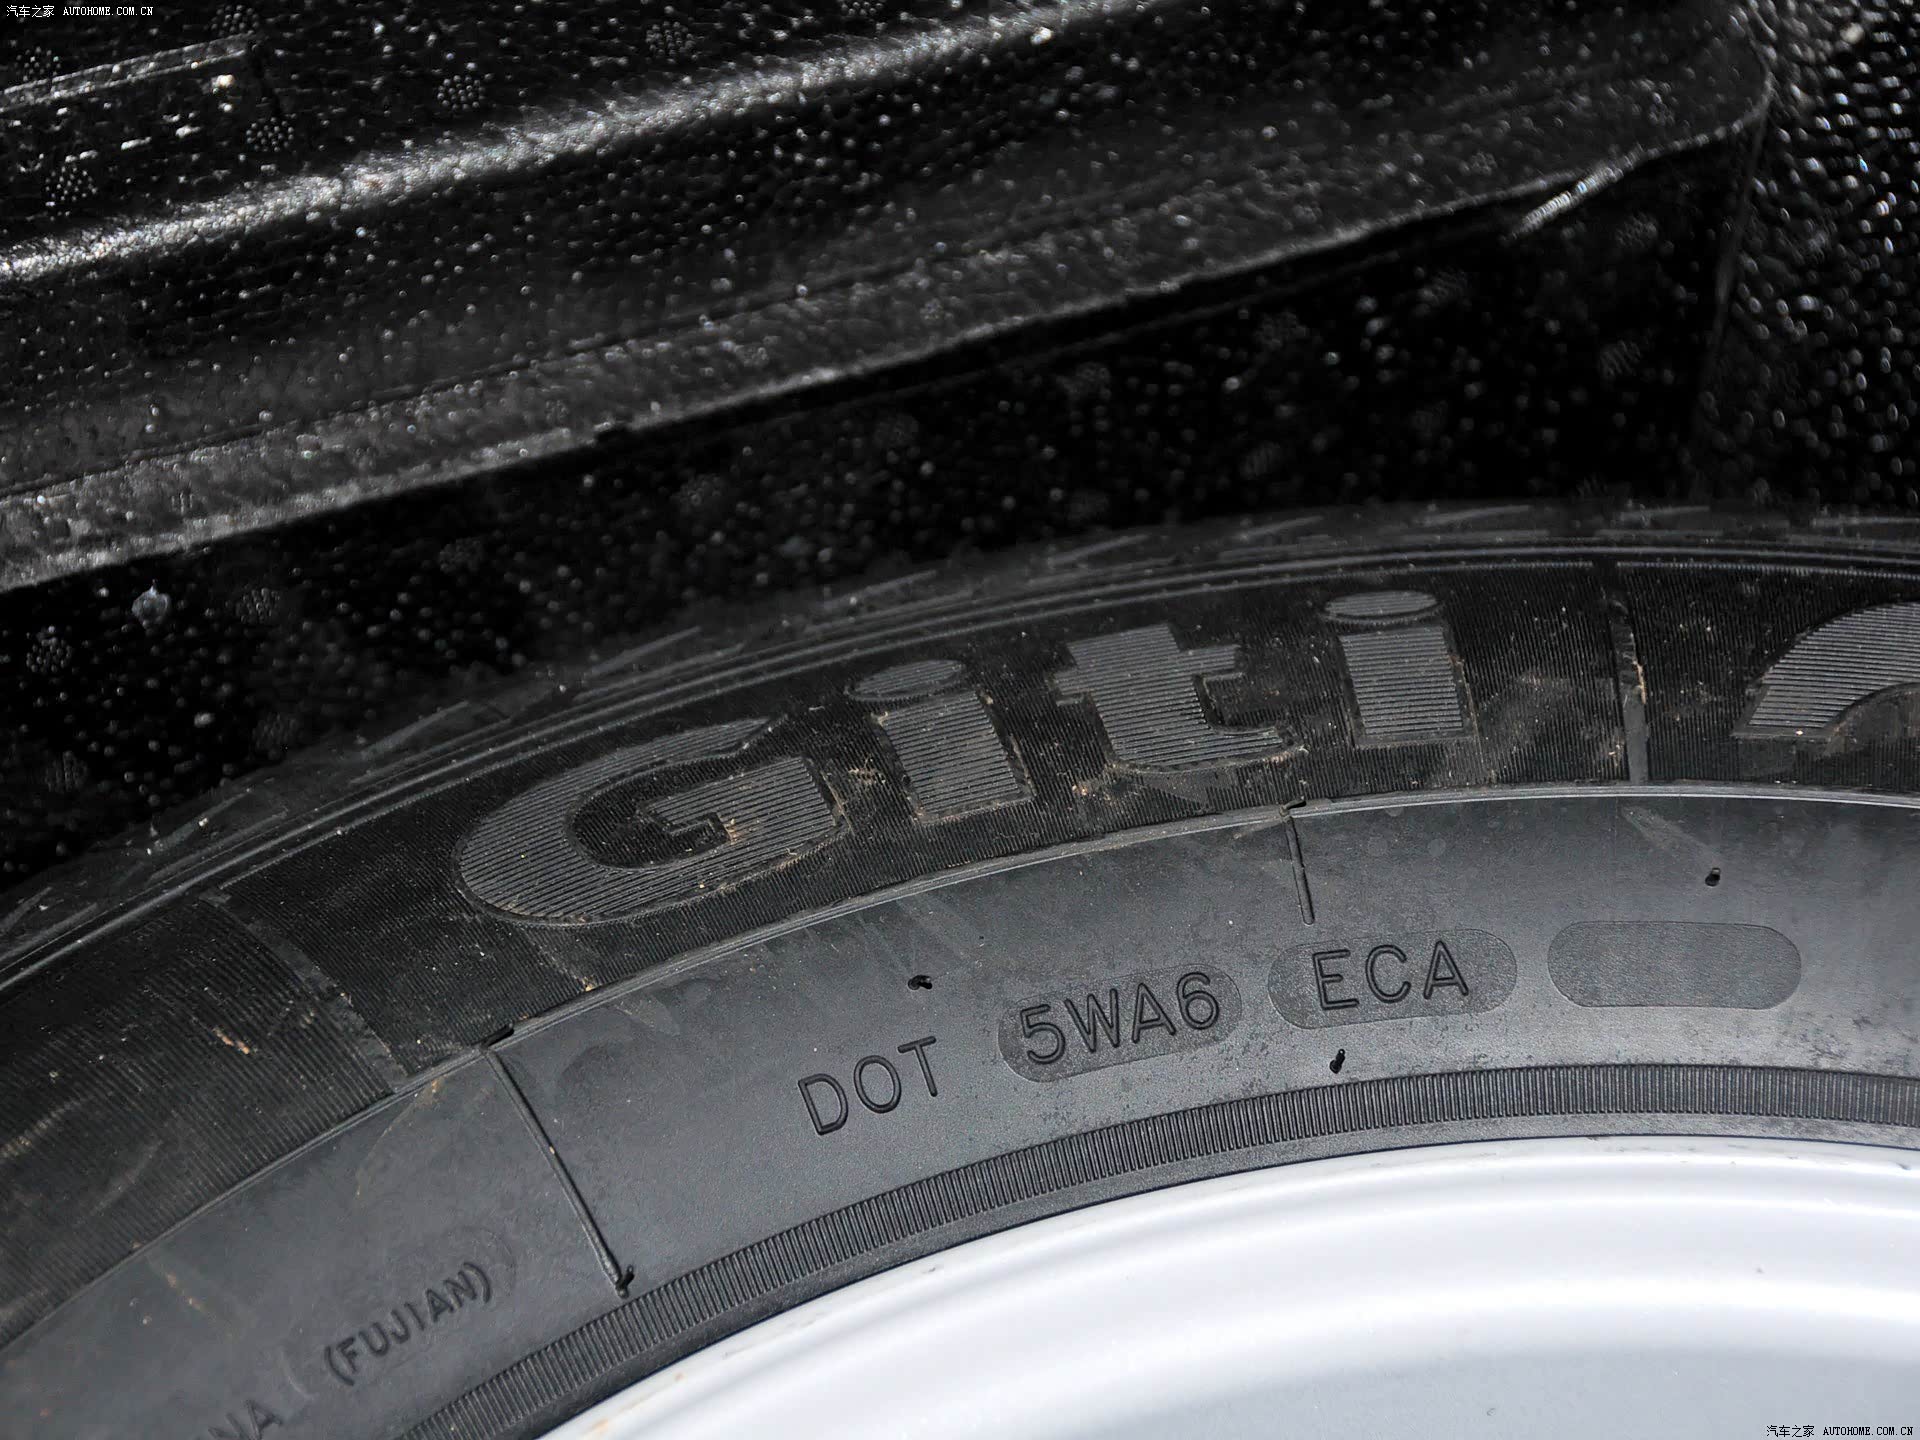 汽车之家 AUTOHOME.COM.CN
Giti
DOT 5WA6 ECA
(FUJIAN)
汽车之家 AUTOHOME.COM.CN